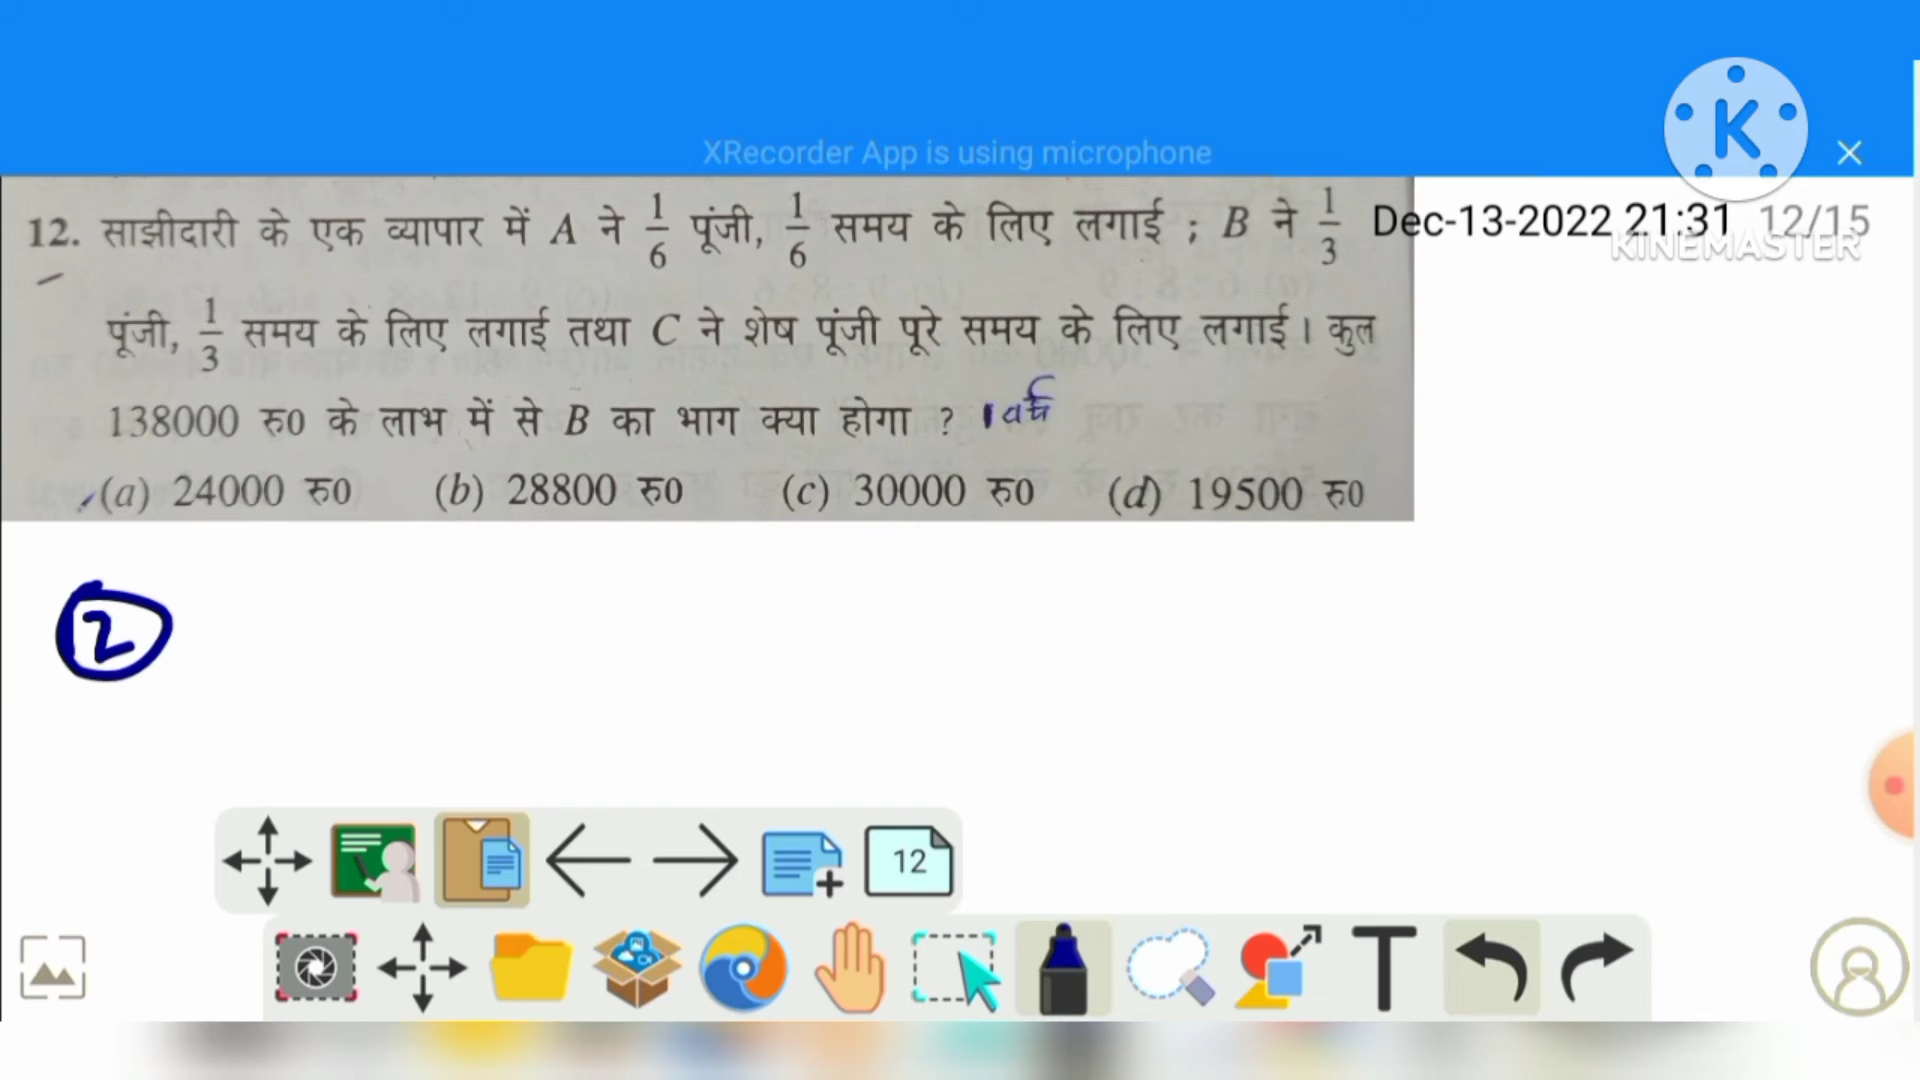 XRecorder App is using microphone
K
12. साझीदारी के एक व्यापार में A ने 1/6 पूंजी, 1/6 समय के लिए लगाई ; B ने 1/3
Dec-13-2022 21:31 12/15
KINEMASTER
पूंजी, 1/3 समय के लिए लगाई तथा C ने शेष पूंजी पूरे समय के लिए लगाई। कुल
138000 रु0 के लाभ में से B का भाग क्या होगा ?
(a) 24000 रु0 (b) 28800 रु0 (c) 30000 रु0 (d) 19500 रु0
2
12
T